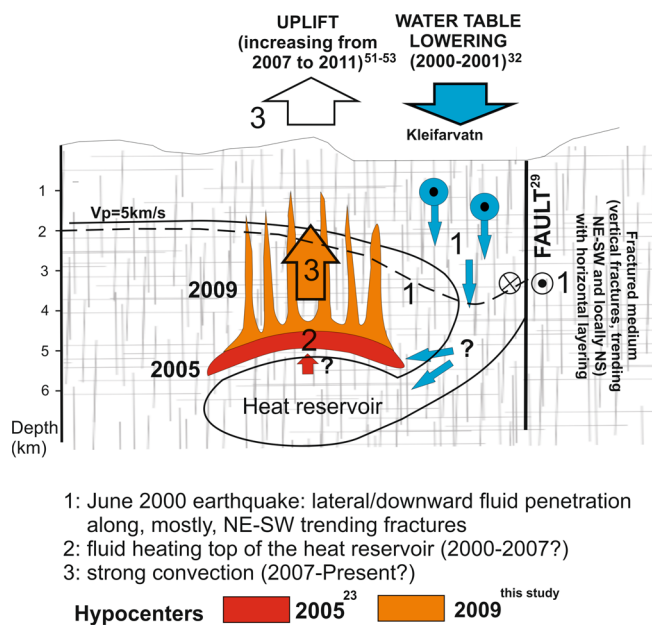 UPLIFT
(increasing from
2007 to 2011)51-53
WATER TABLE
LOWERING
(2000-2001)32
3
Kleifarvatn
1
2
3
4
5
6
Depth
(km)
Vp=5km/s
2009
2005
3
2
?
1
1
?
Heat reservoir
FAULT29
1
Fractured medium
(vertical fractures, trending
NE-SW and locally NS)
with horizontal layering
1: June 2000 earthquake: lateral/downward fluid penetration
along, mostly, NE-SW trending fractures
2: fluid heating top of the heat reservoir (2000-2007?)
3: strong convection (2007-Present?)
Hypocenters 200523 2009this study